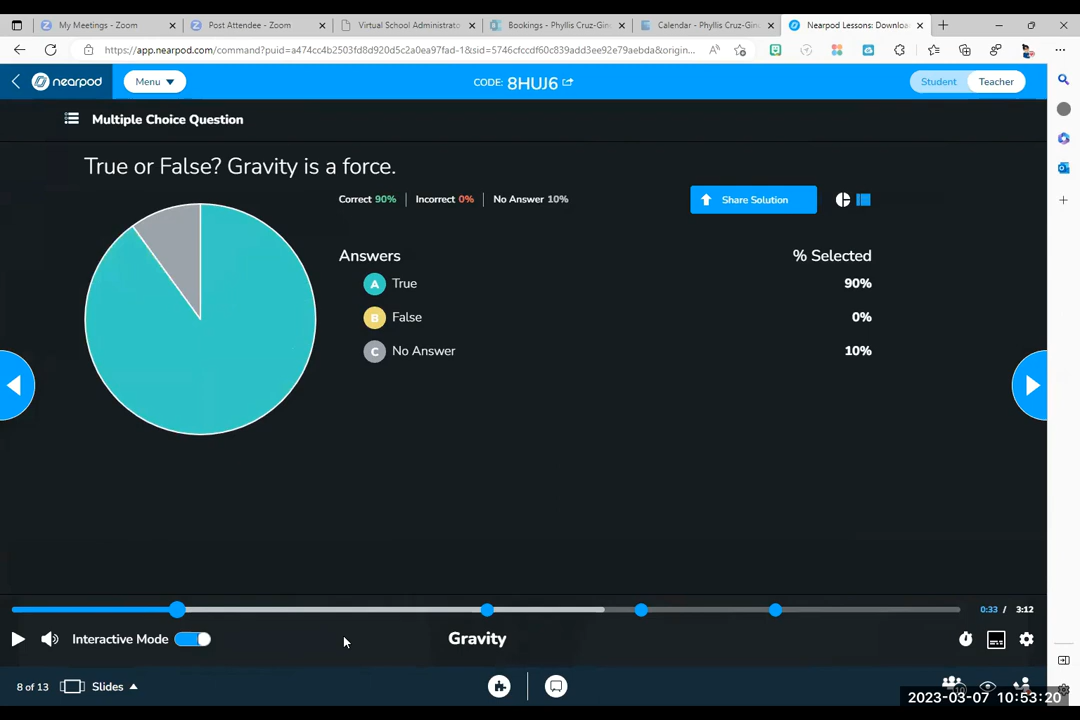 My Meetings - Zoom
Post Attendee - Zoom
Virtual School Administrato
Bookings - Phyllis Cruz-Gin
Calendar - Phyllis Cruz-Gine
Nearpod Lessons: Downloa
https://app.nearpod.com/command?puid=a474cc4b2503fd8d920d5c2a0ea97fad-1&sid=5746cfccdf60c839add3ee92e79aebda&origin...
nearpod
Menu
CODE: 8HUJ6
Student
Teacher
Multiple Choice Question
True or False? Gravity is a force.
Correct 90%
Incorrect 0%
No Answer 10%
Share Solution
Answers
% Selected
A True 90%
B False 0%
C No Answer 10%
0:33 / 3:12
Interactive Mode
Gravity
8 of 13
Slides
2023-03-07 10:53:20